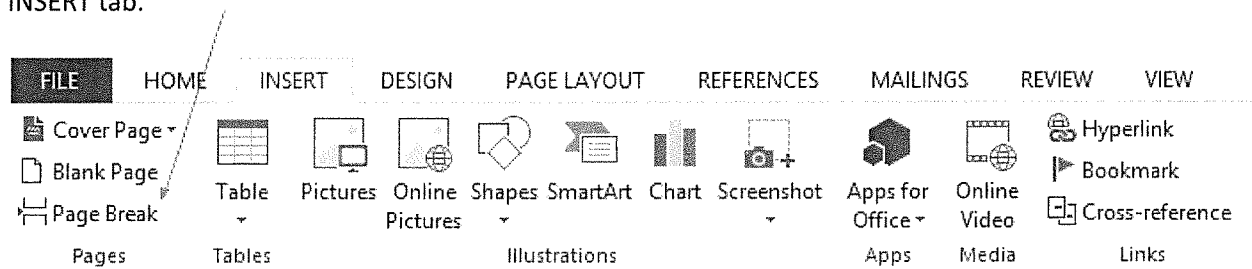 INSERT tab.
FILE HOME INSERT DESIGN PAGE LAYOUT REFERENCES MAILINGS REVIEW VIEW
Cover Page
Blank Page
Page Break
Pages
Table
Tables
Pictures
Online
Pictures
Shapes
SmartArt
Chart
Screenshot
Illustrations
Apps for
Office
Apps
Online
Video
Media
Hyperlink
Bookmark
Cross-reference
Links